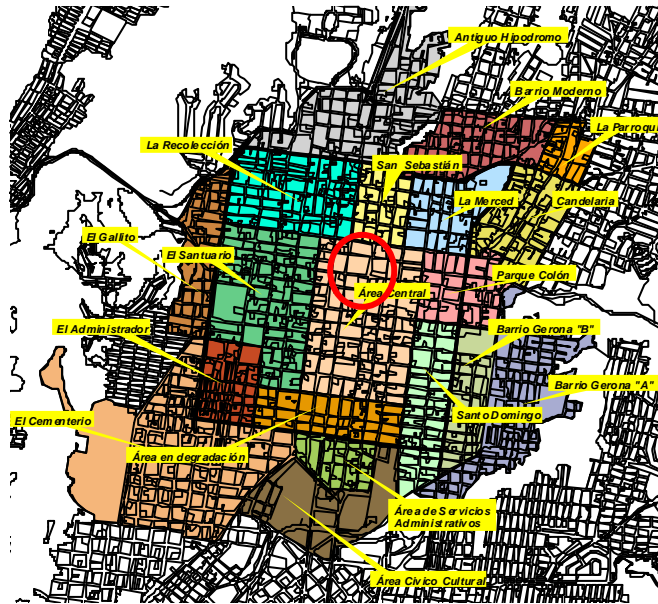 Antiguo Hipodromo
Barrio Moderno
La Parroquia
La Recolección
San Sebastián
La Merced
Candelaria
El Gallito
El Santuario
Parque Colón
Área Central
El Administrador
Barrio Gerona "B"
Barrio Gerona "A"
Santo Domingo
El Cementerio
Área en degradación
Área de Servicios
Administrativos
Área Cívico Cultural